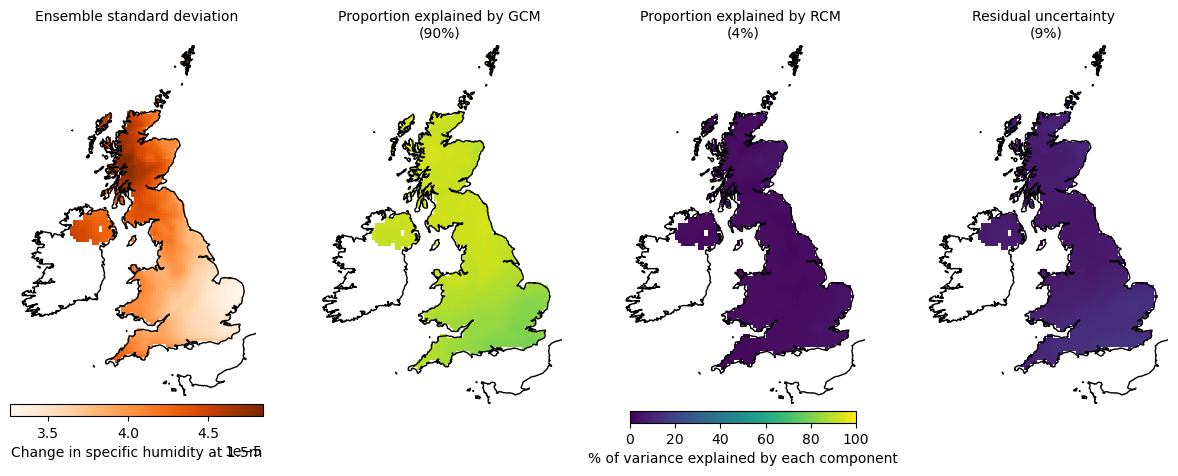 Ensemble standard deviation
Proportion explained by GCM
(90%)
Proportion explained by RCM
(4%)
Residual uncertainty
(9%)
3.5 4.0 4.5
1e−5
Change in specific humidity at 1.5m
0 20 40 60 80 100
% of variance explained by each component